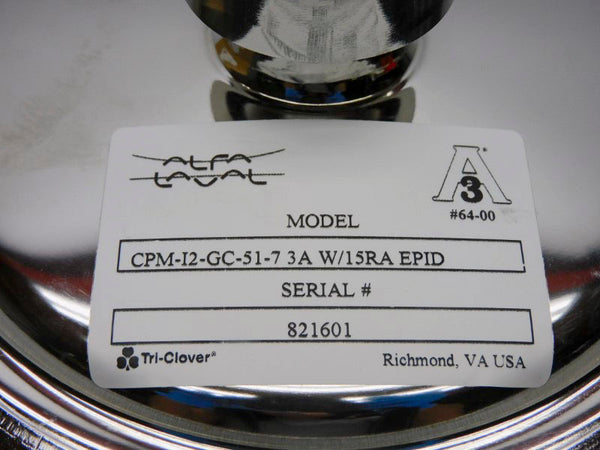 ALFA
LAVAL
A
3
®
#64-00
MODEL
CPM-I2-GC-51-7 3A W/15RA EPID
SERIAL #
821601
Tri-Clover®
Richmond, VA USA